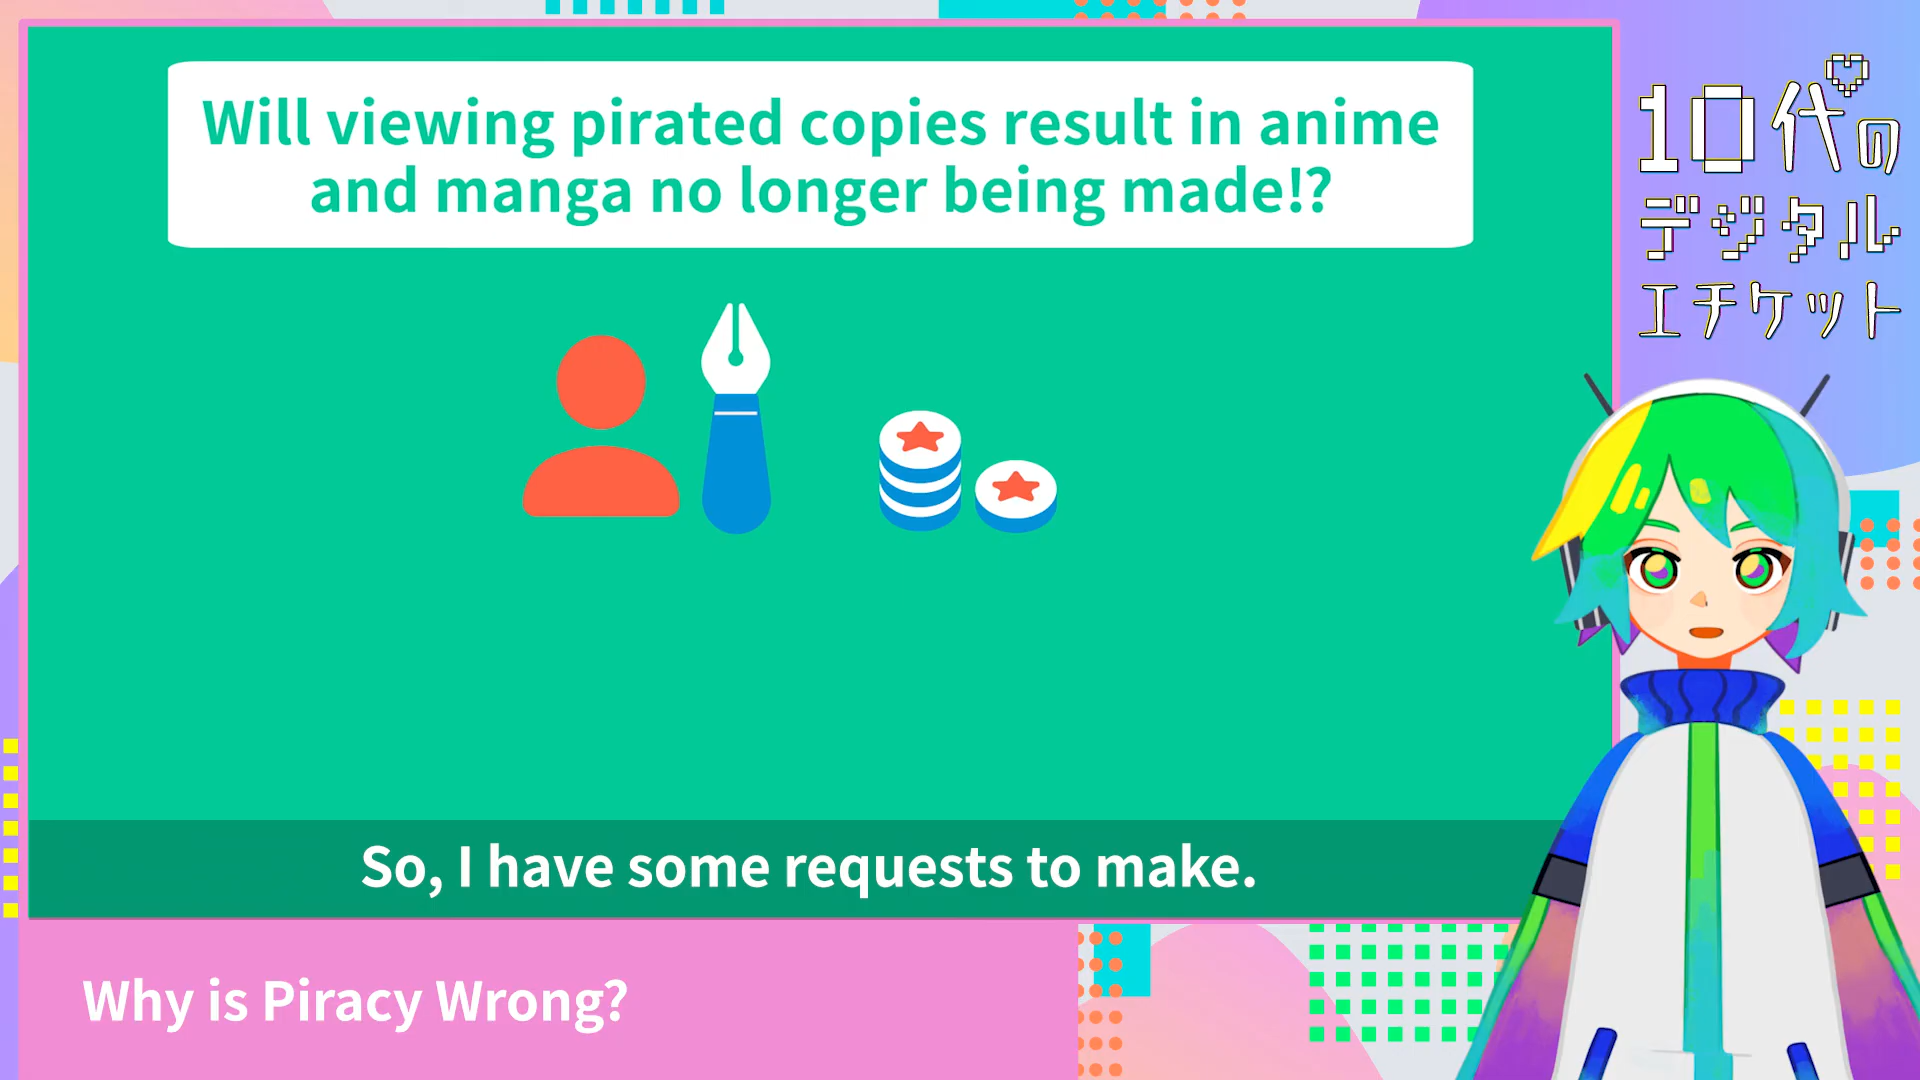 Will viewing pirated copies result in anime
and manga no longer being made!?
10代の
デジタル
エチケット
So, I have some requests to make.
Why is Piracy Wrong?